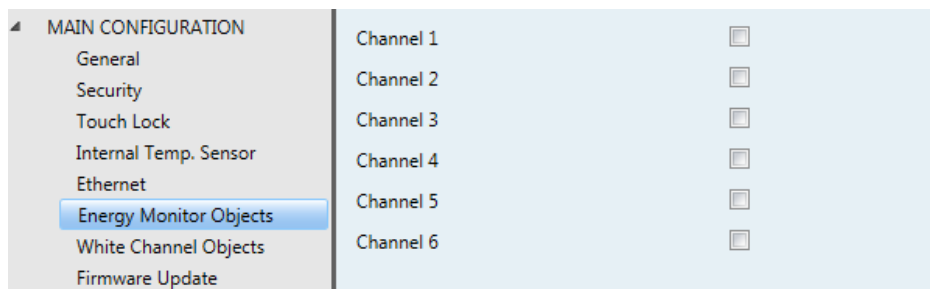 MAIN CONFIGURATION
General
Security
Touch Lock
Internal Temp. Sensor
Ethernet
Energy Monitor Objects
White Channel Objects
Firmware Update
Channel 1
Channel 2
Channel 3
Channel 4
Channel 5
Channel 6